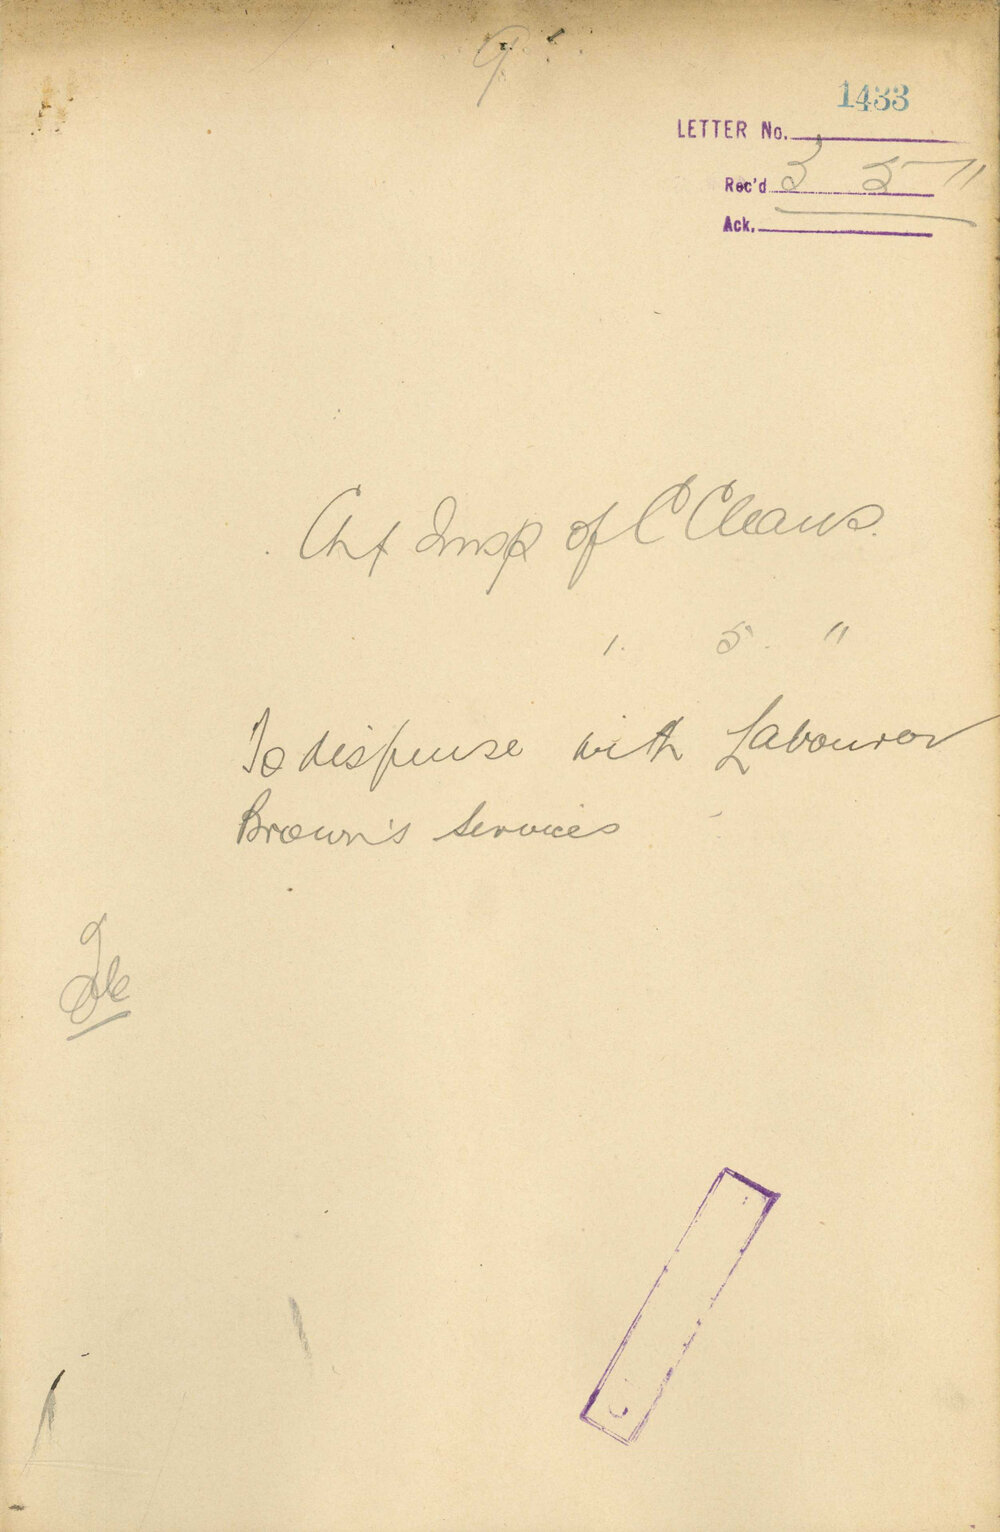 9
1433
LETTER No.
Rec'd 3 5 11
Ack.
Chf Insp of C Cleans.
1. 5. 11
To dispense with Labourer
Brown's services